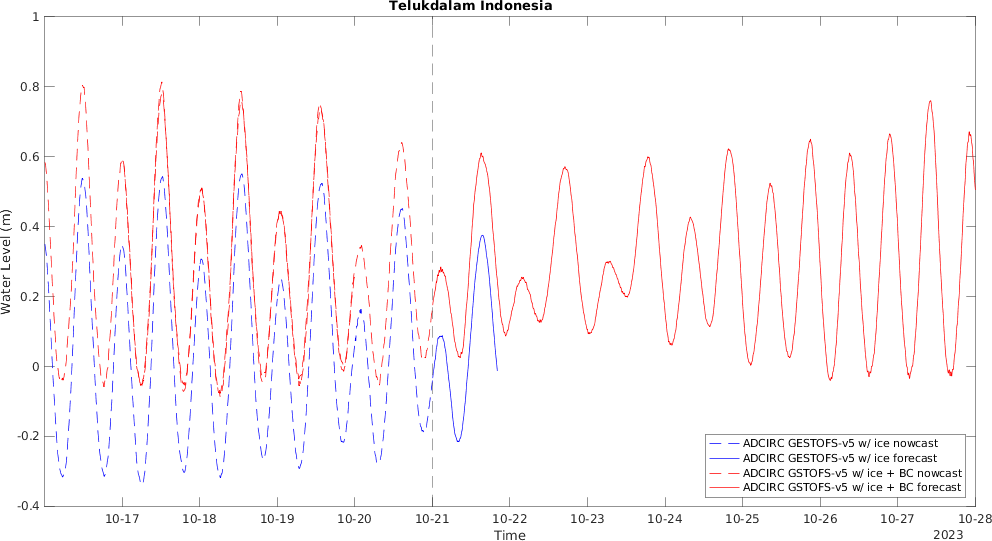 Telukdalam Indonesia
1
0.8
0.6
0.4
0.2
0
-0.2
-0.4
Water Level (m)
10-17 10-18 10-19 10-20 10-21 10-22 10-23 10-24 10-25 10-26 10-27 10-28
Time
2023
ADCIRC GESTOFS-v5 w/ ice nowcast
ADCIRC GESTOFS-v5 w/ ice forecast
ADCIRC GSTOFS-v5 w/ ice + BC nowcast
ADCIRC GSTOFS-v5 w/ ice + BC forecast